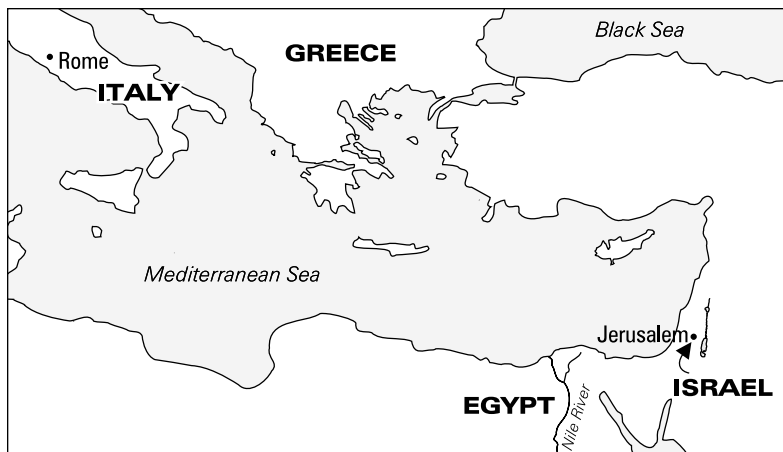 Black Sea
GREECE
Rome
ITALY
Mediterranean Sea
Jerusalem
ISRAEL
EGYPT
Nile River